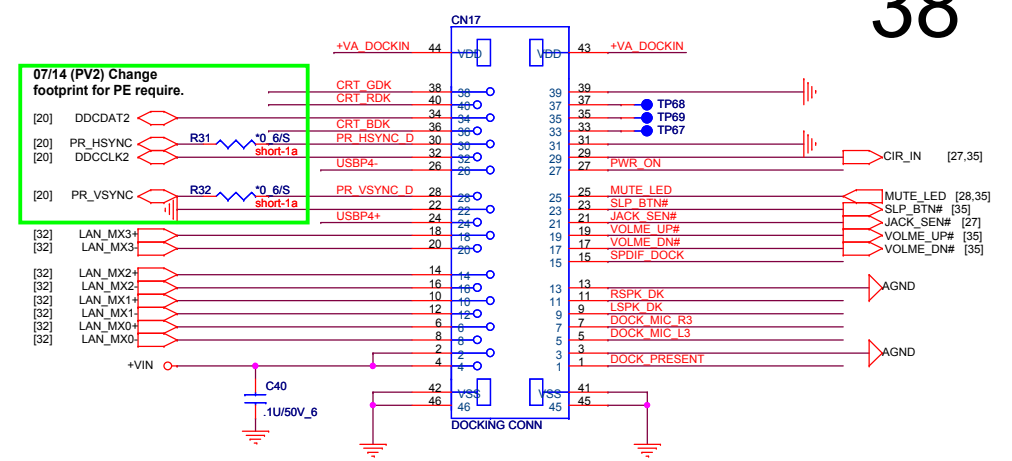 38
CN17
+VA_DOCKIN 44 VDD VDD 43 +VA_DOCKIN
07/14 (PV2) Change
footprint for PE require.
CRT_GDK 38 38 39 39
CRT_RDK 40 40 37 37 TP68
[20] DDCDAT2 34 34 35 35 TP69
CRT_BDK 36 36 33 33 TP67
[20] PR_HSYNC R31 *0_6/S short-1a PR_HSYNC_D 30 30 31 31
[20] DDCCLK2 32 32 29 29 CIR_IN [27,35]
USBP4- 26 26 27 27 PWR_ON
[20] PR_VSYNC R32 *0_6/S short-1a PR_VSYNC_D 28 28 25 25 MUTE_LED MUTE_LED [28,35]
22 22 23 23 SLP_BTN# SLP_BTN# [35]
USBP4+ 24 24 21 21 JACK_SEN# JACK_SEN# [27]
[32] LAN_MX3+ 18 18 19 19 VOLME_UP# VOLME_UP# [35]
[32] LAN_MX3- 20 20 17 17 VOLME_DN# VOLME_DN# [35]
15 15 SPDIF_DOCK
[32] LAN_MX2+ 14 14 13 13 AGND
[32] LAN_MX2- 16 16 11 11 RSPK_DK
[32] LAN_MX1+ 10 10 9 9 LSPK_DK
[32] LAN_MX1- 12 12 7 7 DOCK_MIC_R3
[32] LAN_MX0+ 6 6 5 5 DOCK_MIC_L3
[32] LAN_MX0- 8 8 3 3 AGND
2 2 1 1 DOCK_PRESENT
+VIN 4 4
C40
.1U/50V_6
42 VSS VSS 41
46 46 45 45
DOCKING CONN